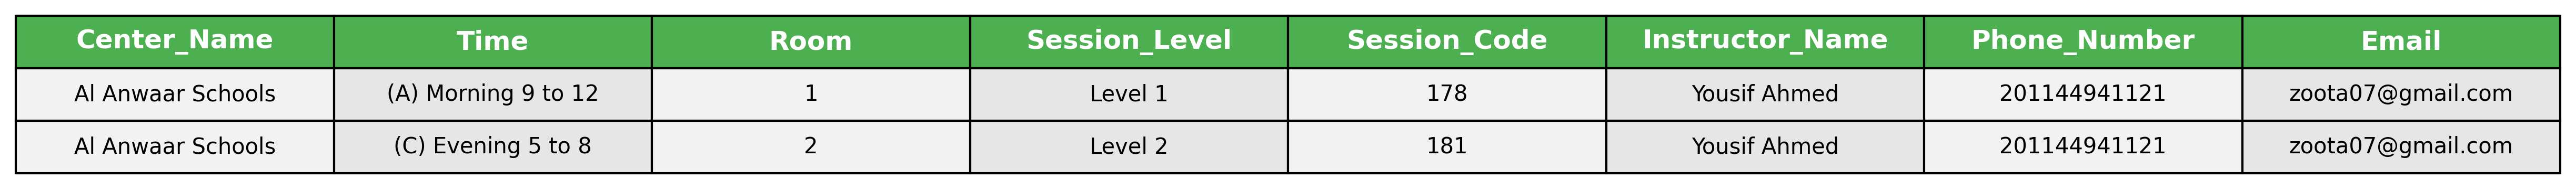 Center_Name Time Room Session_Level Session_Code Instructor_Name Phone_Number Email
Al Anwaar Schools (A) Morning 9 to 12 1 Level 1 178 Yousif Ahmed 201144941121 zoota07@gmail.com
Al Anwaar Schools (C) Evening 5 to 8 2 Level 2 181 Yousif Ahmed 201144941121 zoota07@gmail.com